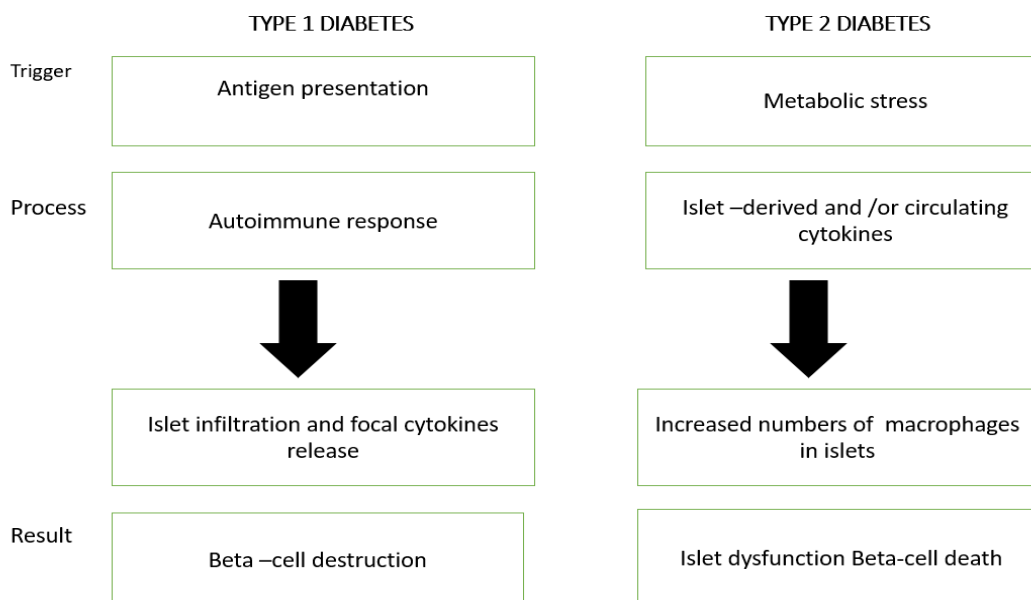 TYPE 1 DIABETES
TYPE 2 DIABETES
Trigger
Antigen presentation
Metabolic stress
Process
Autoimmune response
Islet –derived and /or circulating
cytokines
Islet infiltration and focal cytokines
release
Increased numbers of  macrophages
in islets
Result
Beta –cell destruction
Islet dysfunction Beta-cell death